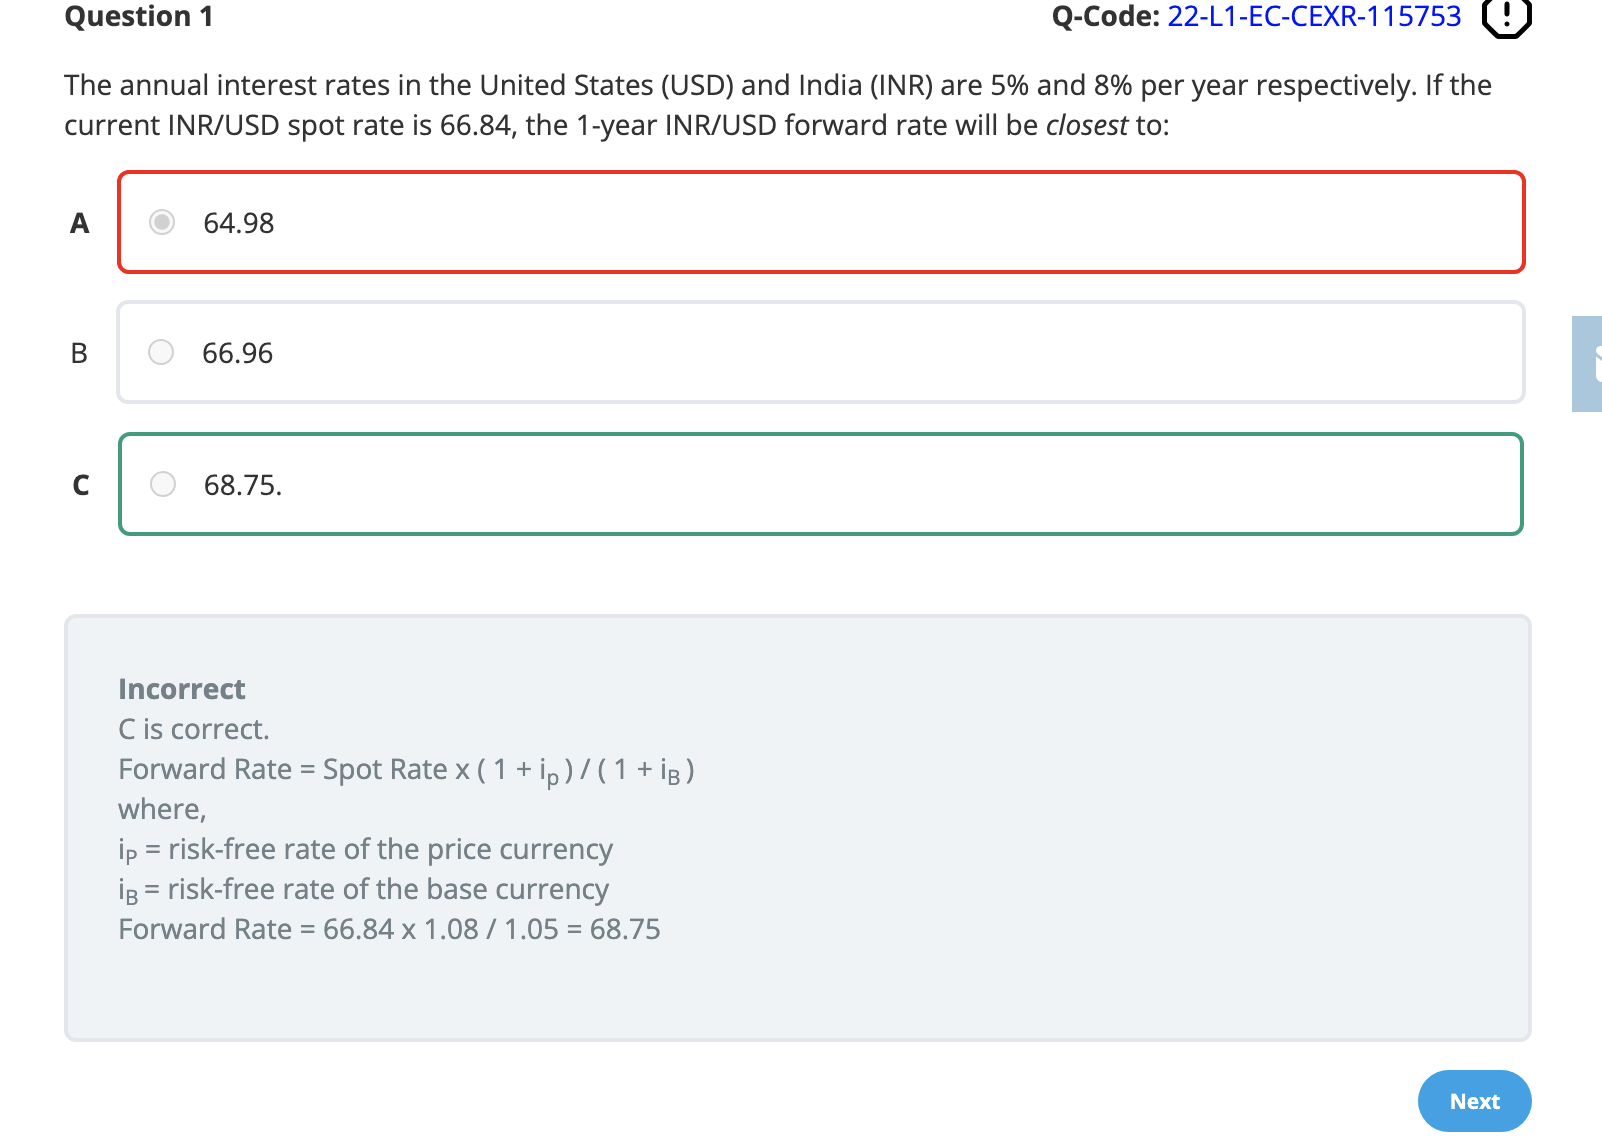 Question 1
Q-Code: 22-L1-EC-CEXR-115753
The annual interest rates in the United States (USD) and India (INR) are 5% and 8% per year respectively. If the
current INR/USD spot rate is 66.84, the 1-year INR/USD forward rate will be closest to:
A 64.98
B 66.96
C 68.75.
Incorrect
C is correct.
Forward Rate = Spot Rate x ( 1 + ip ) / ( 1 + iB )
where,
iP = risk-free rate of the price currency
iB = risk-free rate of the base currency
Forward Rate = 66.84 x 1.08 / 1.05 = 68.75
Next